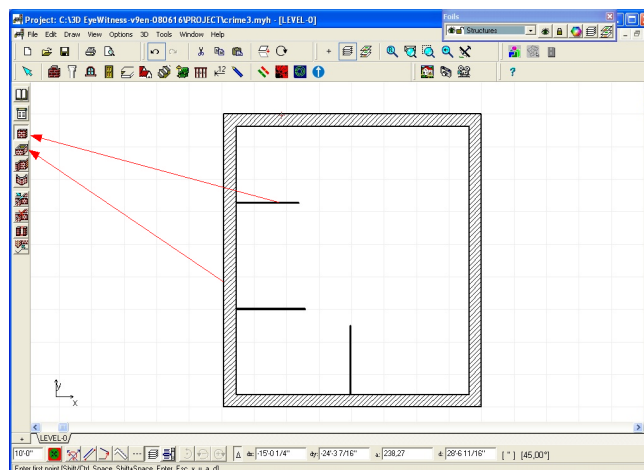 Project: C:\3D EyeWitness-v9en-080616\PROJECT\crime3.myh - [LEVEL-0]
Foils
File Edit Draw View Options 3D Tools Window Help
Structures
+
K12
?
y
x
+ LEVEL-0
10'-0" Δ dx: -15'-0 1/4" dy: -24'-3 7/16" a: 238,27 d: 28'-6 11/16" [ " ] (45,00°)
Enter first point [Shift/Ctrl, Space, Shift+Space, Enter, Esc, x, y, a, d]